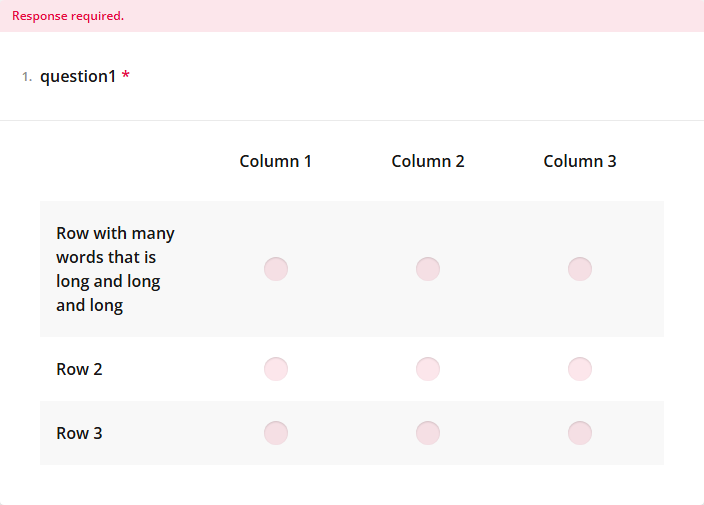 Response required.
1. question1 *
Column 1 Column 2 Column 3
Row with many
words that is
long and long
and long
Row 2
Row 3